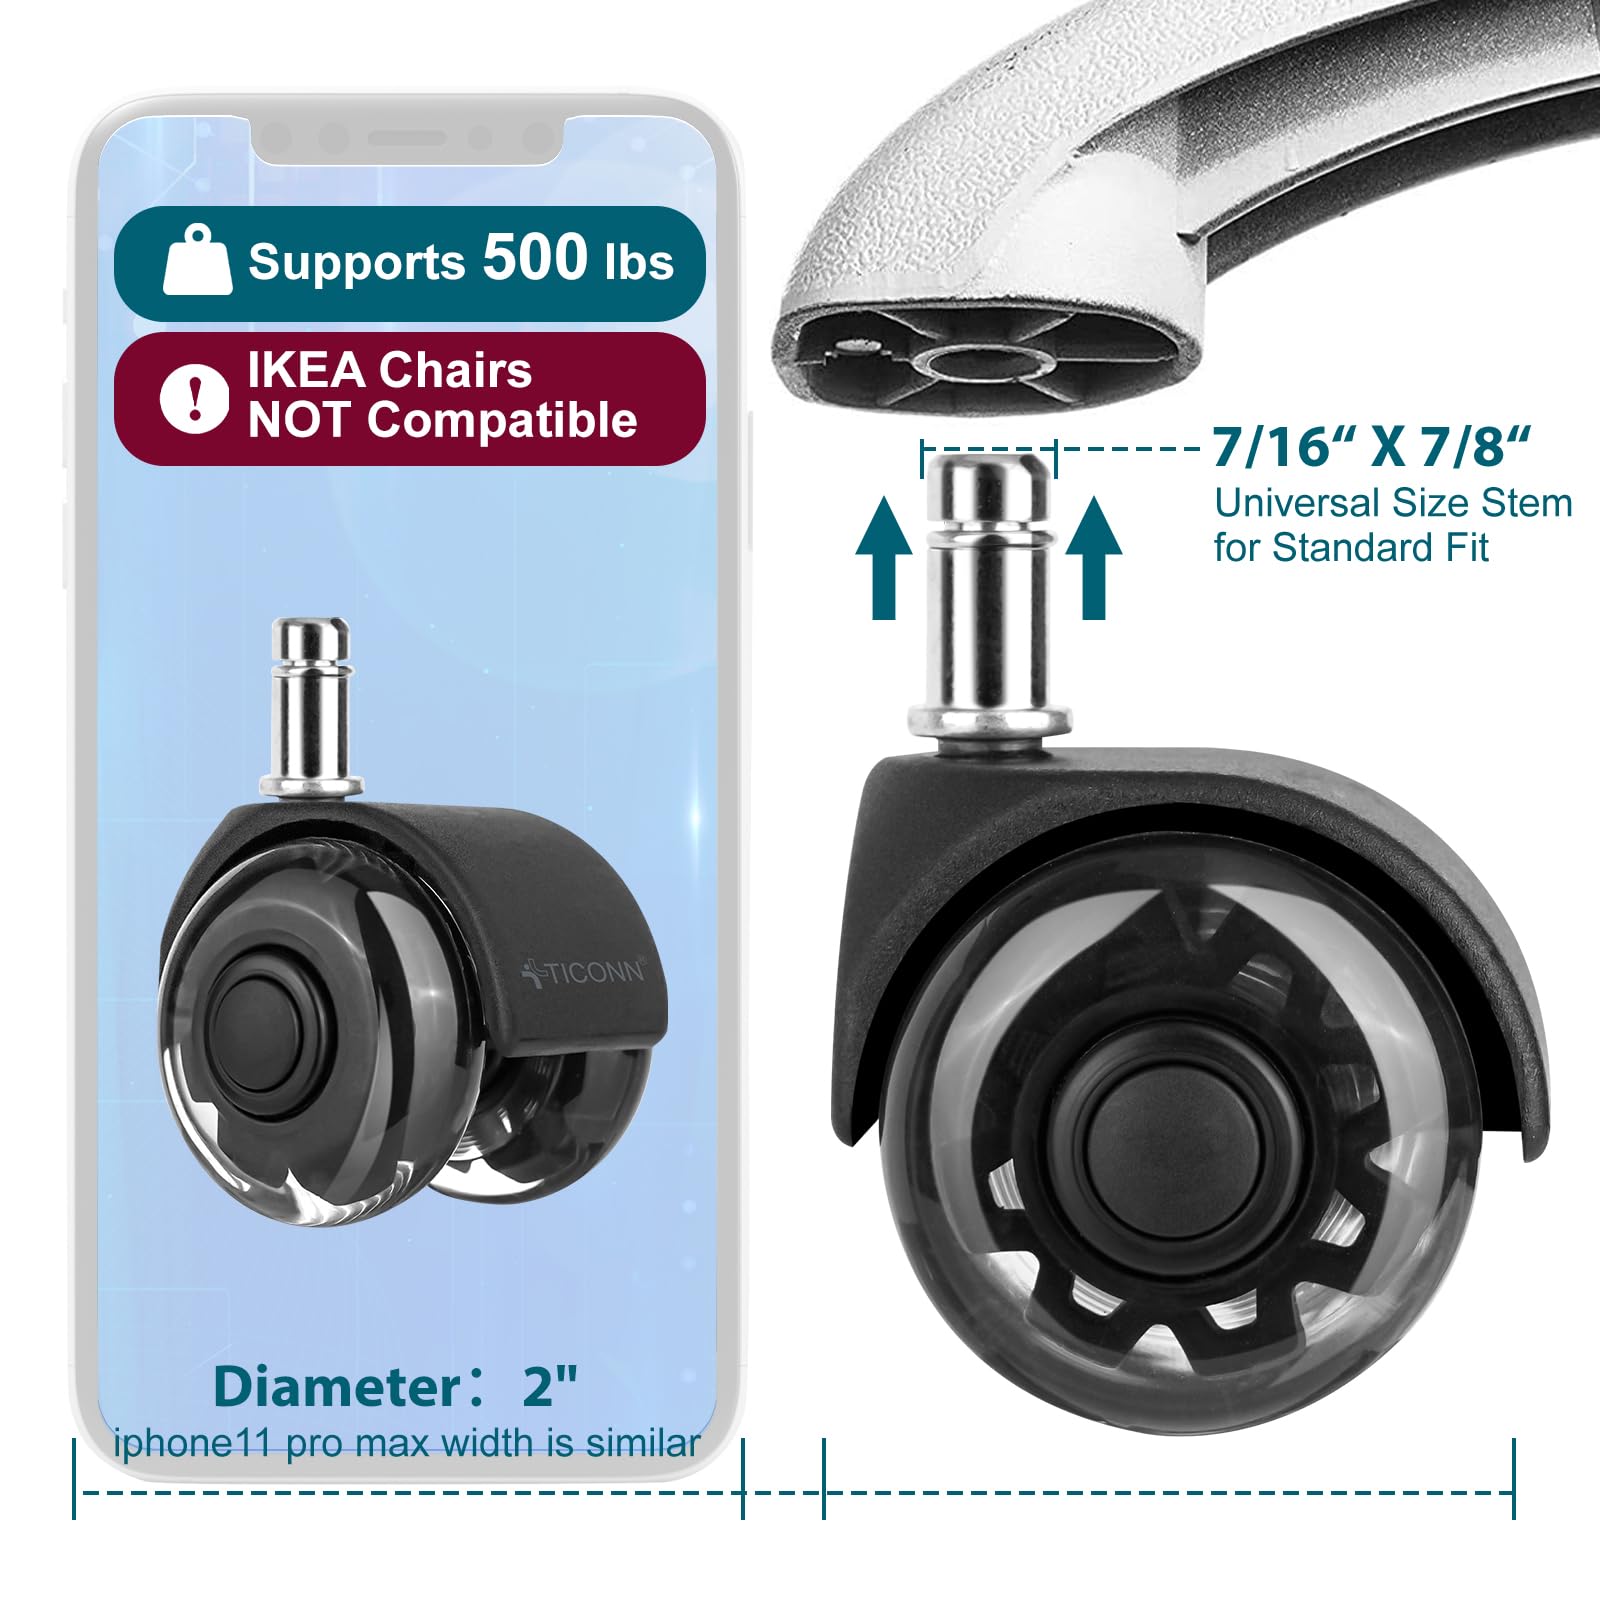 Supports 500 lbs
IKEA Chairs
NOT Compatible
7/16“ X 7/8“
Universal Size Stem
for Standard Fit
TICONN®
Diameter： 2"
iphone11 pro max width is similar